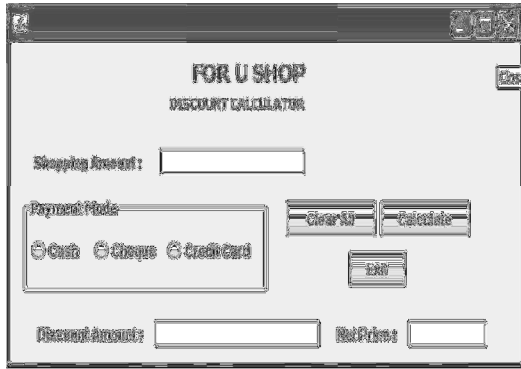 FOR U SHOP
DISCOUNT CALCULATOR
Shopping Amount :
Payment Mode
Clear All Calculate
Cash Cheque Credit Card
Exit
Discount Amount : Net Price :